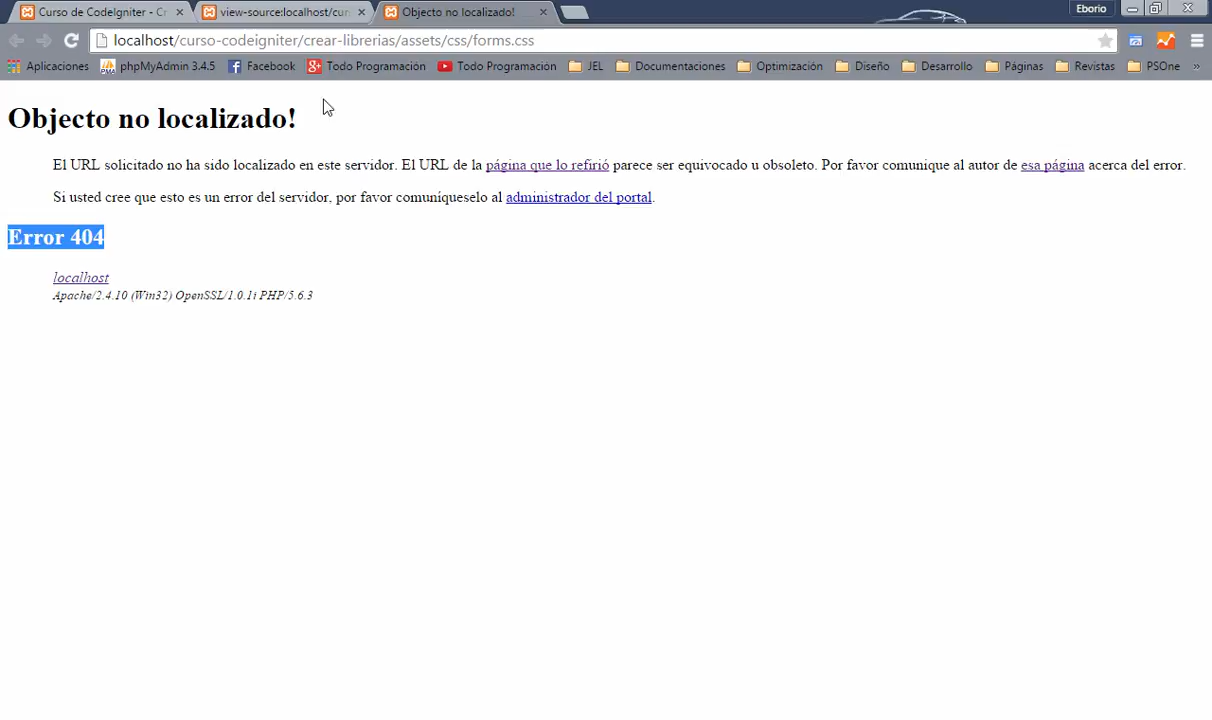 Curso de CodeIgniter - Cr
view-source:localhost/cur
Objecto no localizado!
Eborio
localhost/curso-codeigniter/crear-librerias/assets/css/forms.css
Aplicaciones phpMyAdmin 3.4.5 Facebook Todo Programación Todo Programacion JEL Documentaciones Optimización Diseño Desarrollo Páginas Revistas PSOne »
Objecto no localizado!
El URL solicitado no ha sido localizado en este servidor. El URL de la página que lo refirió parece ser equivocado u obsoleto. Por favor comunique al autor de esa página acerca del error.
Si usted cree que esto es un error del servidor, por favor comuníqueselo al administrador del portal.
Error 404
localhost
Apache/2.4.10 (Win32) OpenSSL/1.0.1i PHP/5.6.3